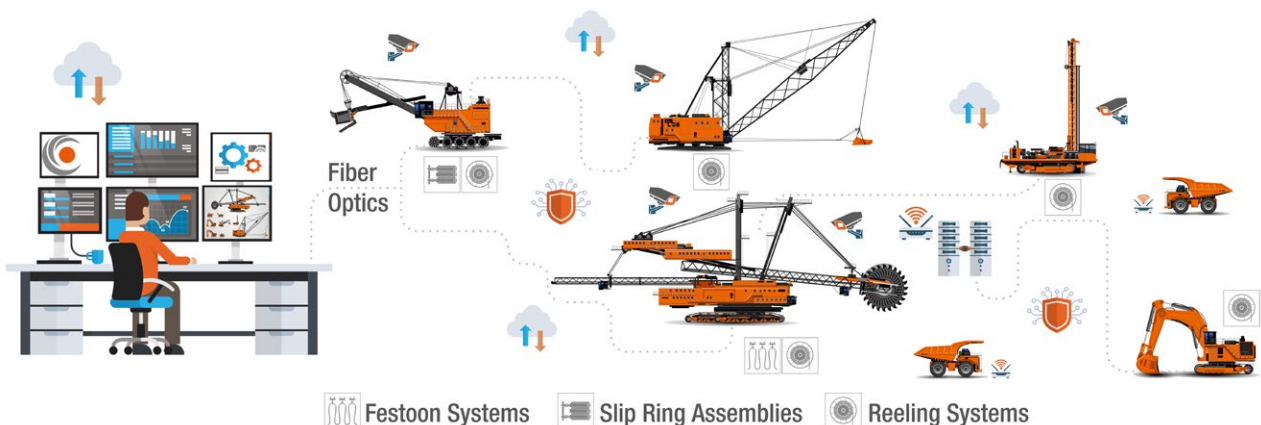 Fiber
Optics
Festoon Systems
Slip Ring Assemblies
Reeling Systems